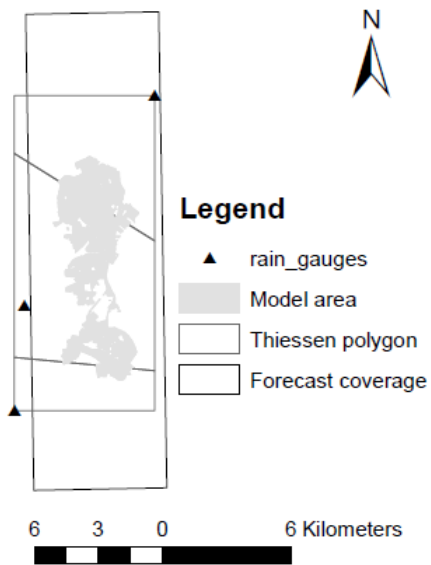 N
Legend
rain_gauges
Model area
Thiessen polygon
Forecast coverage
6 3 0 6 Kilometers